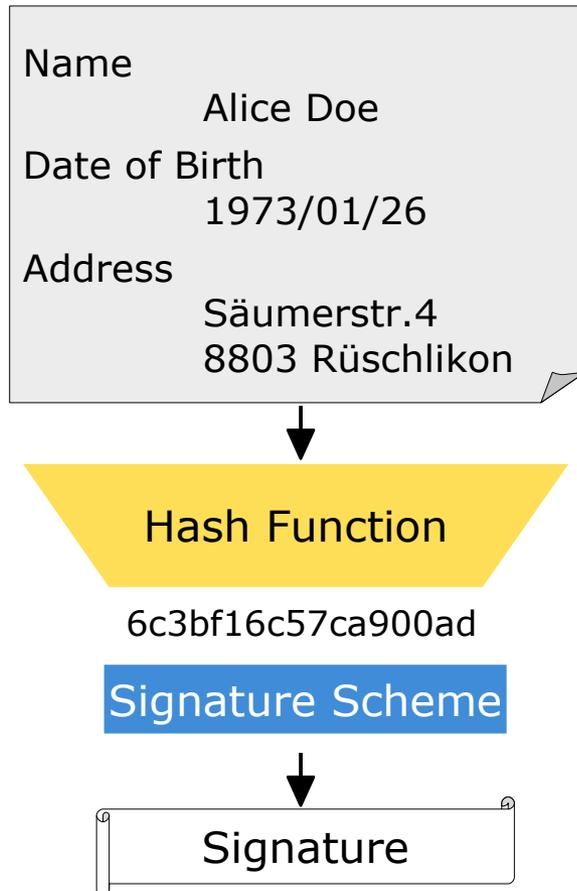 Name
Alice Doe
Date of Birth
1973/01/26
Address
Säumerstr.4
8803 Rüschlikon
Hash Function
6c3bf16c57ca900ad
Signature Scheme
Signature